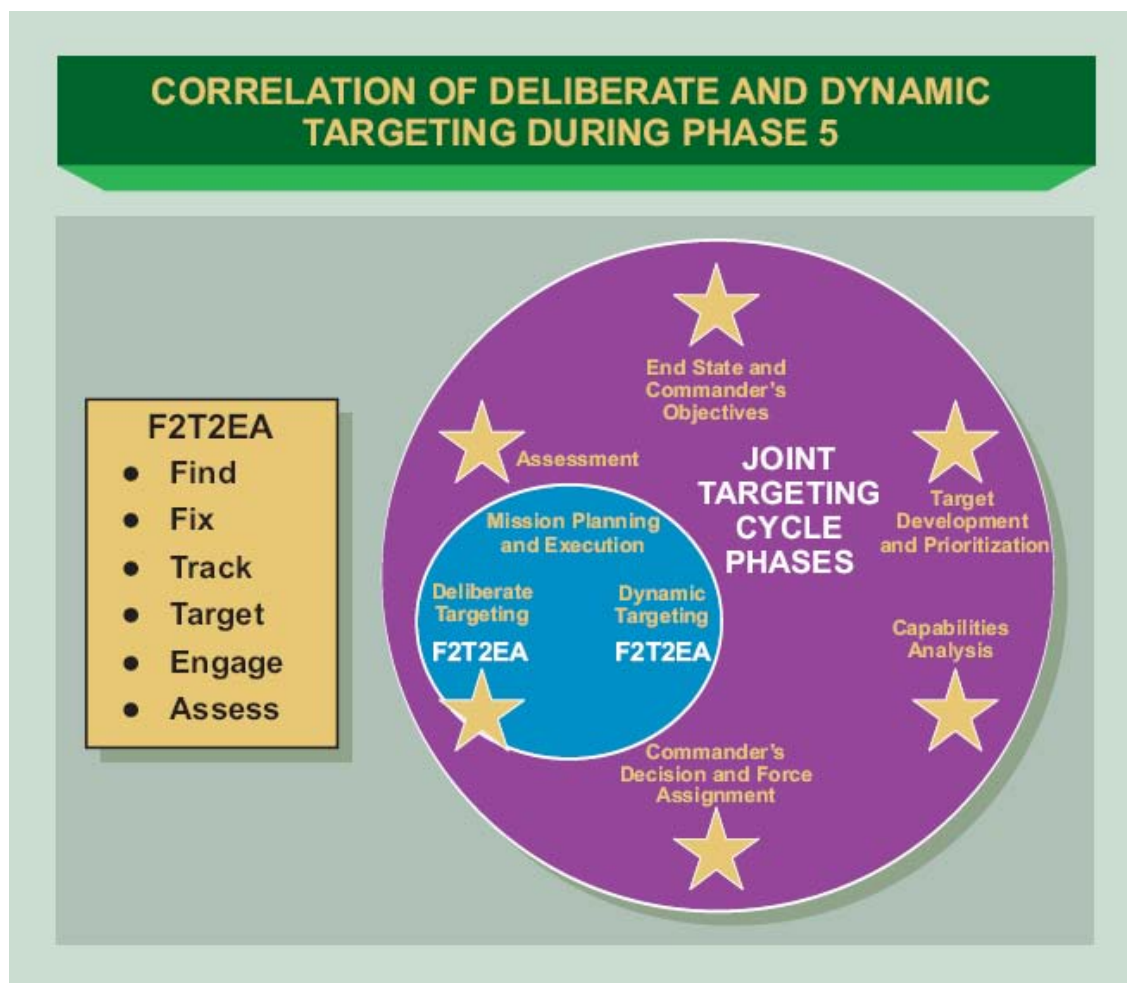 CORRELATION OF DELIBERATE AND DYNAMIC
TARGETING DURING PHASE 5
F2T2EA
● Find
● Fix
● Track
● Target
● Engage
● Assess
End State and
Commander's
Objectives
Assessment
JOINT
TARGETING
CYCLE
PHASES
Target
Development
and Prioritization
Mission Planning
and Execution
Deliberate
Targeting
F2T2EA
Dynamic
Targeting
F2T2EA
Capabilities
Analysis
Commander's
Decision and Force
Assignment